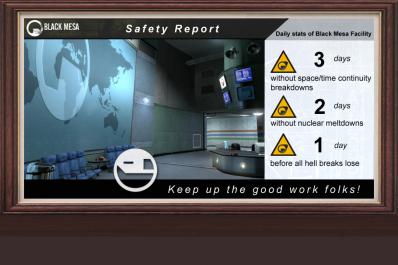 BLACK MESA
Safety Report
Daily stats of Black Mesa Facility
3 days
without space/time continuity
breakdowns
2 days
without nuclear meltdowns
1 day
before all hell breaks lose
Keep up the good work folks!